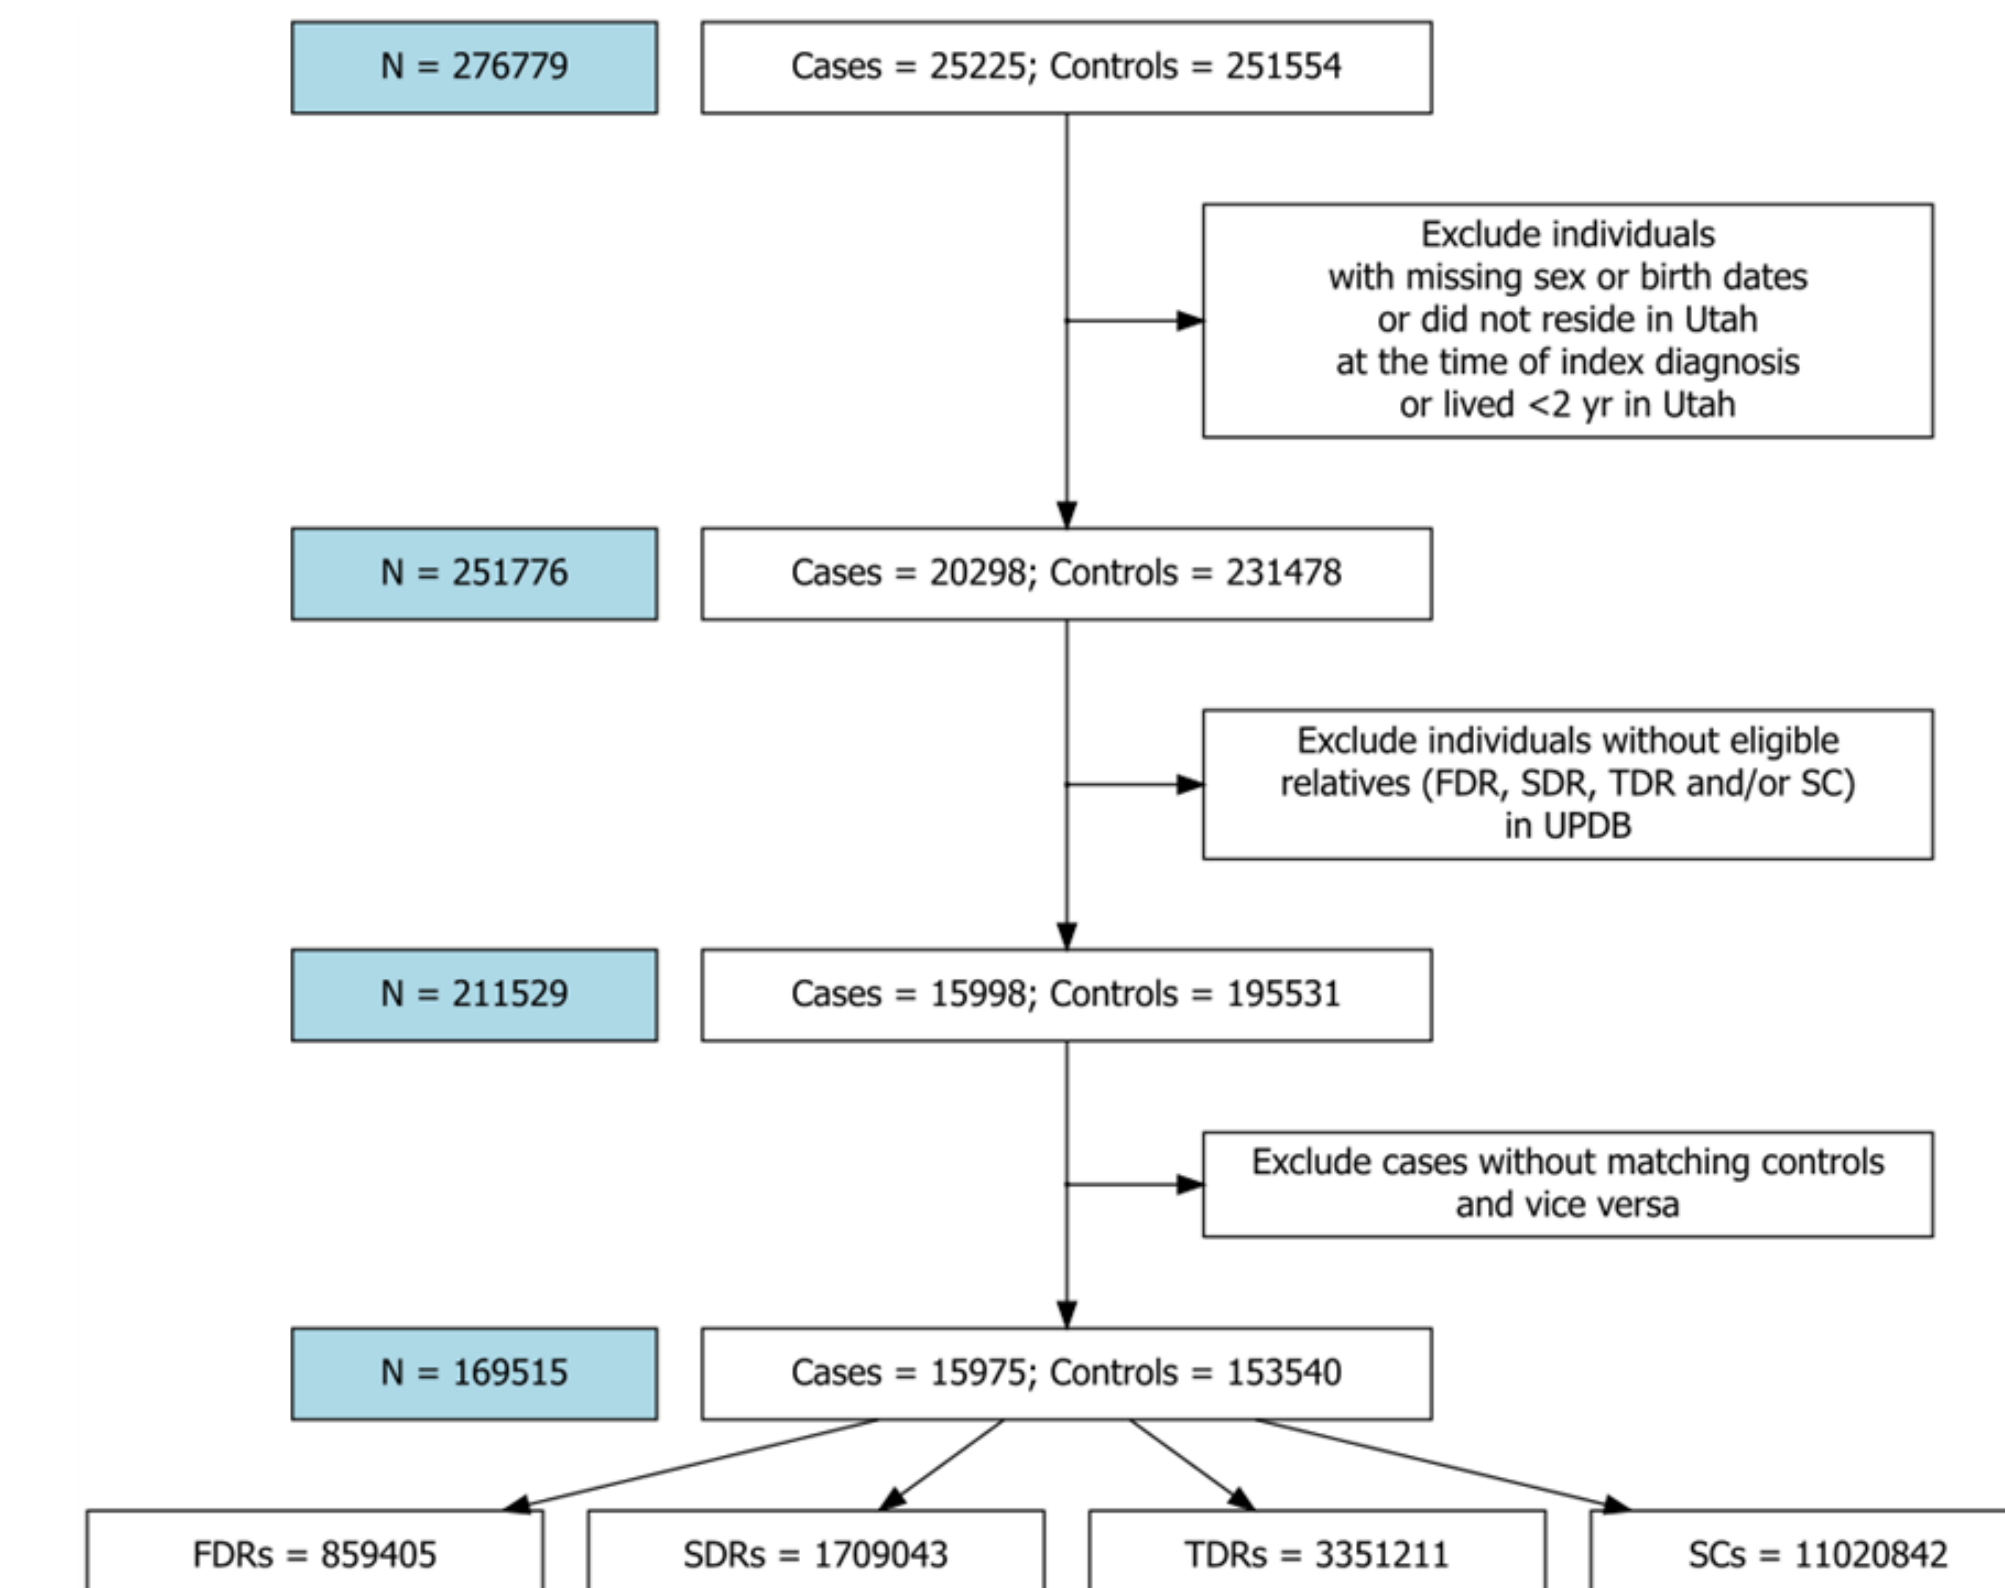 N = 276779
Cases = 25225; Controls = 251554
Exclude individuals
with missing sex or birth dates
or did not reside in Utah
at the time of index diagnosis
or lived <2 yr in Utah
N = 251776
Cases = 20298; Controls = 231478
Exclude individuals without eligible
relatives (FDR, SDR, TDR and/or SC)
in UPDB
N = 211529
Cases = 15998; Controls = 195531
Exclude cases without matching controls
and vice versa
N = 169515
Cases = 15975; Controls = 153540
FDRs = 859405
SDRs = 1709043
TDRs = 3351211
SCs = 11020842